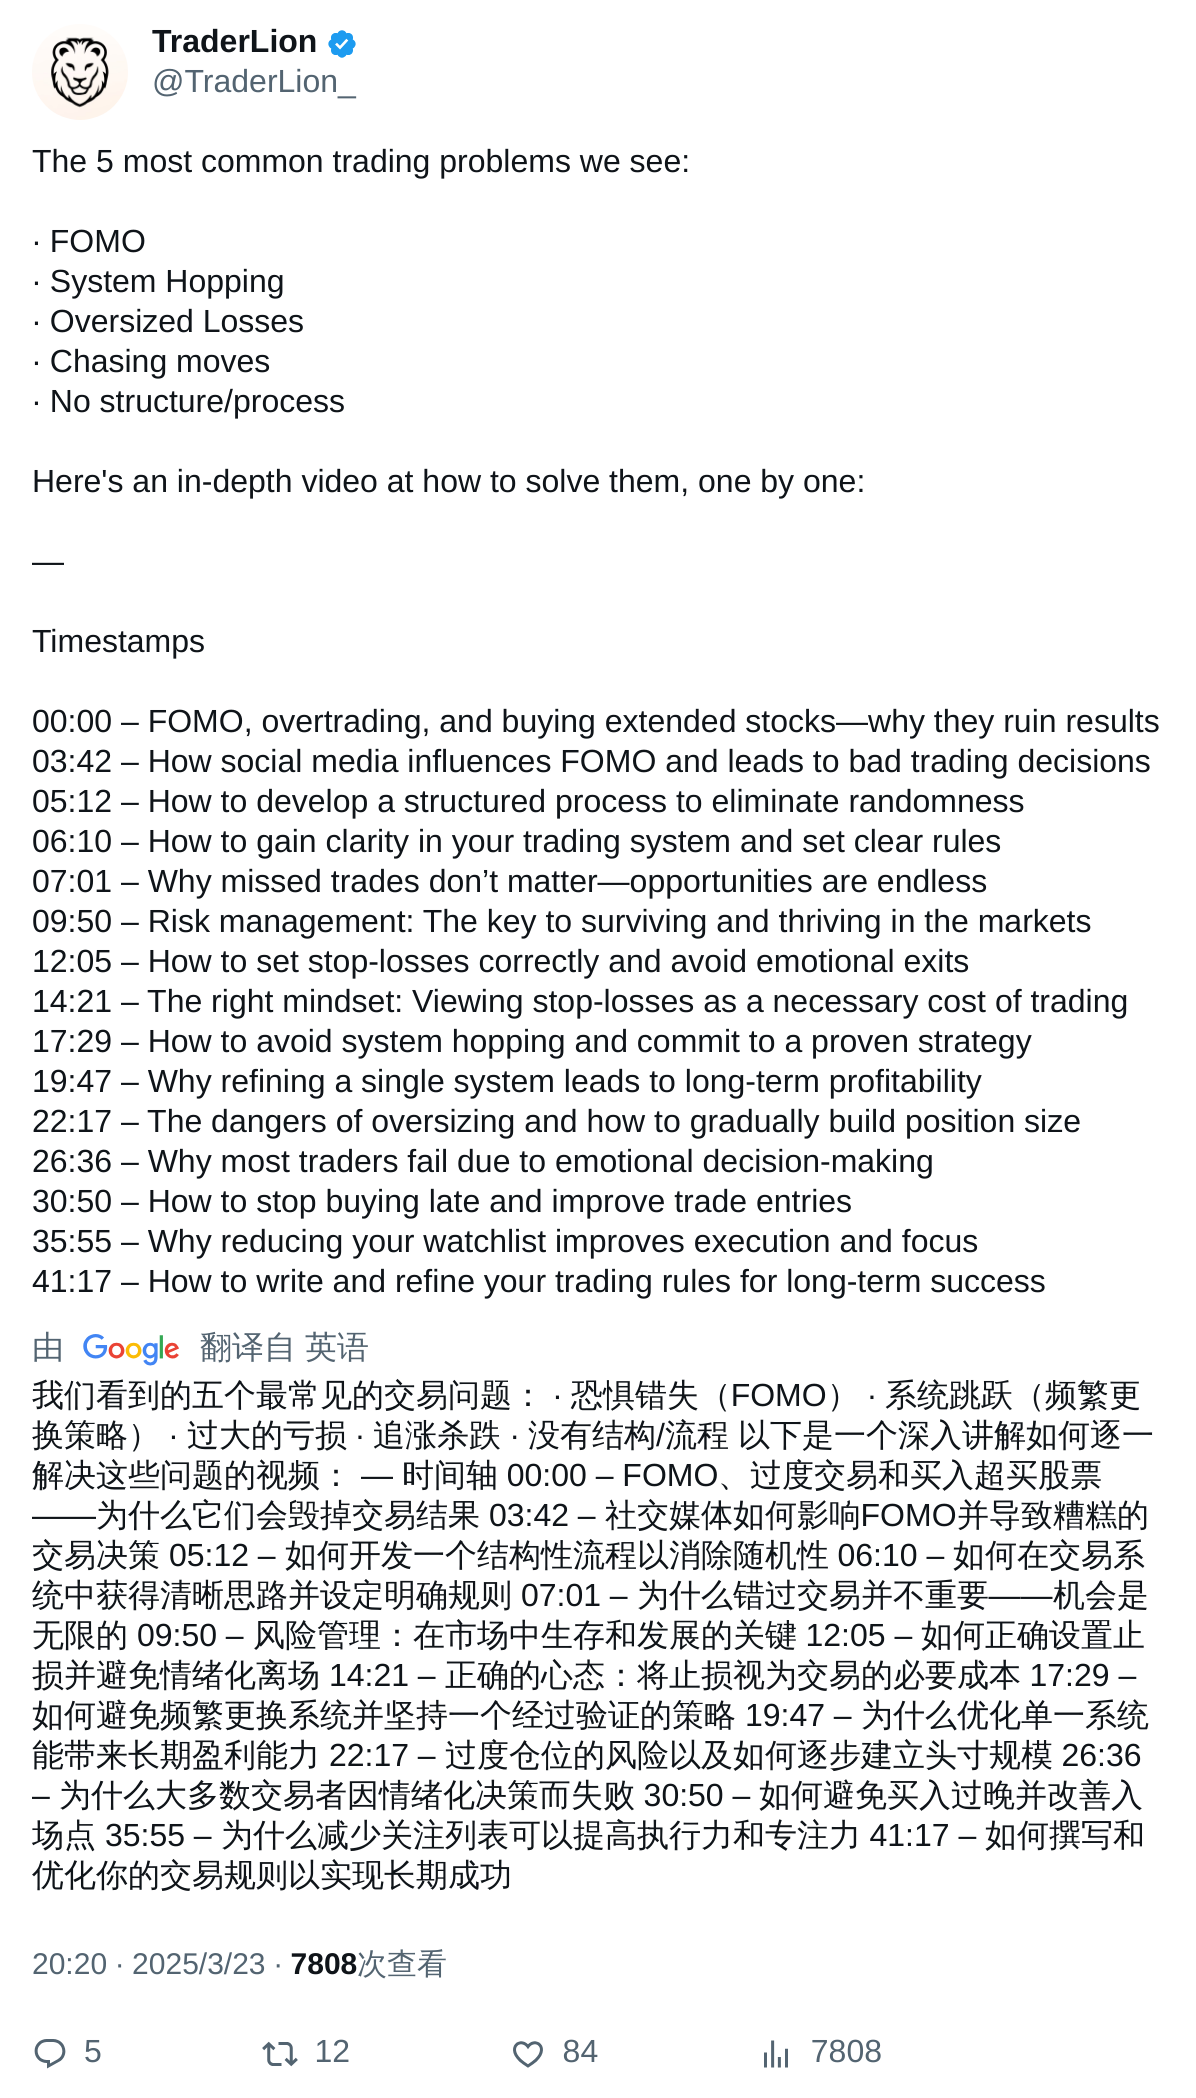 TraderLion
@TraderLion_
The 5 most common trading problems we see:
· FOMO
· System Hopping
· Oversized Losses
· Chasing moves
· No structure/process
Here's an in-depth video at how to solve them, one by one:
—
Timestamps
00:00 – FOMO, overtrading, and buying extended stocks—why they ruin results
03:42 – How social media influences FOMO and leads to bad trading decisions
05:12 – How to develop a structured process to eliminate randomness
06:10 – How to gain clarity in your trading system and set clear rules
07:01 – Why missed trades don’t matter—opportunities are endless
09:50 – Risk management: The key to surviving and thriving in the markets
12:05 – How to set stop-losses correctly and avoid emotional exits
14:21 – The right mindset: Viewing stop-losses as a necessary cost of trading
17:29 – How to avoid system hopping and commit to a proven strategy
19:47 – Why refining a single system leads to long-term profitability
22:17 – The dangers of oversizing and how to gradually build position size
26:36 – Why most traders fail due to emotional decision-making
30:50 – How to stop buying late and improve trade entries
35:55 – Why reducing your watchlist improves execution and focus
41:17 – How to write and refine your trading rules for long-term success
由 Google 翻译自 英语
我们看到的五个最常见的交易问题： · 恐惧错失（FOMO） · 系统跳跃（频繁更
换策略） · 过大的亏损 · 追涨杀跌 · 没有结构/流程 以下是一个深入讲解如何逐一
解决这些问题的视频： — 时间轴 00:00 – FOMO、过度交易和买入超买股票
——为什么它们会毁掉交易结果 03:42 – 社交媒体如何影响FOMO并导致糟糕的
交易决策 05:12 – 如何开发一个结构性流程以消除随机性 06:10 – 如何在交易系
统中获得清晰思路并设定明确规则 07:01 – 为什么错过交易并不重要——机会是
无限的 09:50 – 风险管理：在市场中生存和发展的关键 12:05 – 如何正确设置止
损并避免情绪化离场 14:21 – 正确的心态：将止损视为交易的必要成本 17:29 –
如何避免频繁更换系统并坚持一个经过验证的策略 19:47 – 为什么优化单一系统
能带来长期盈利能力 22:17 – 过度仓位的风险以及如何逐步建立头寸规模 26:36
– 为什么大多数交易者因情绪化决策而失败 30:50 – 如何避免买入过晚并改善入
场点 35:55 – 为什么减少关注列表可以提高执行力和专注力 41:17 – 如何撰写和
优化你的交易规则以实现长期成功
20:20 · 2025/3/23 · 7808次查看
5 12 84 7808